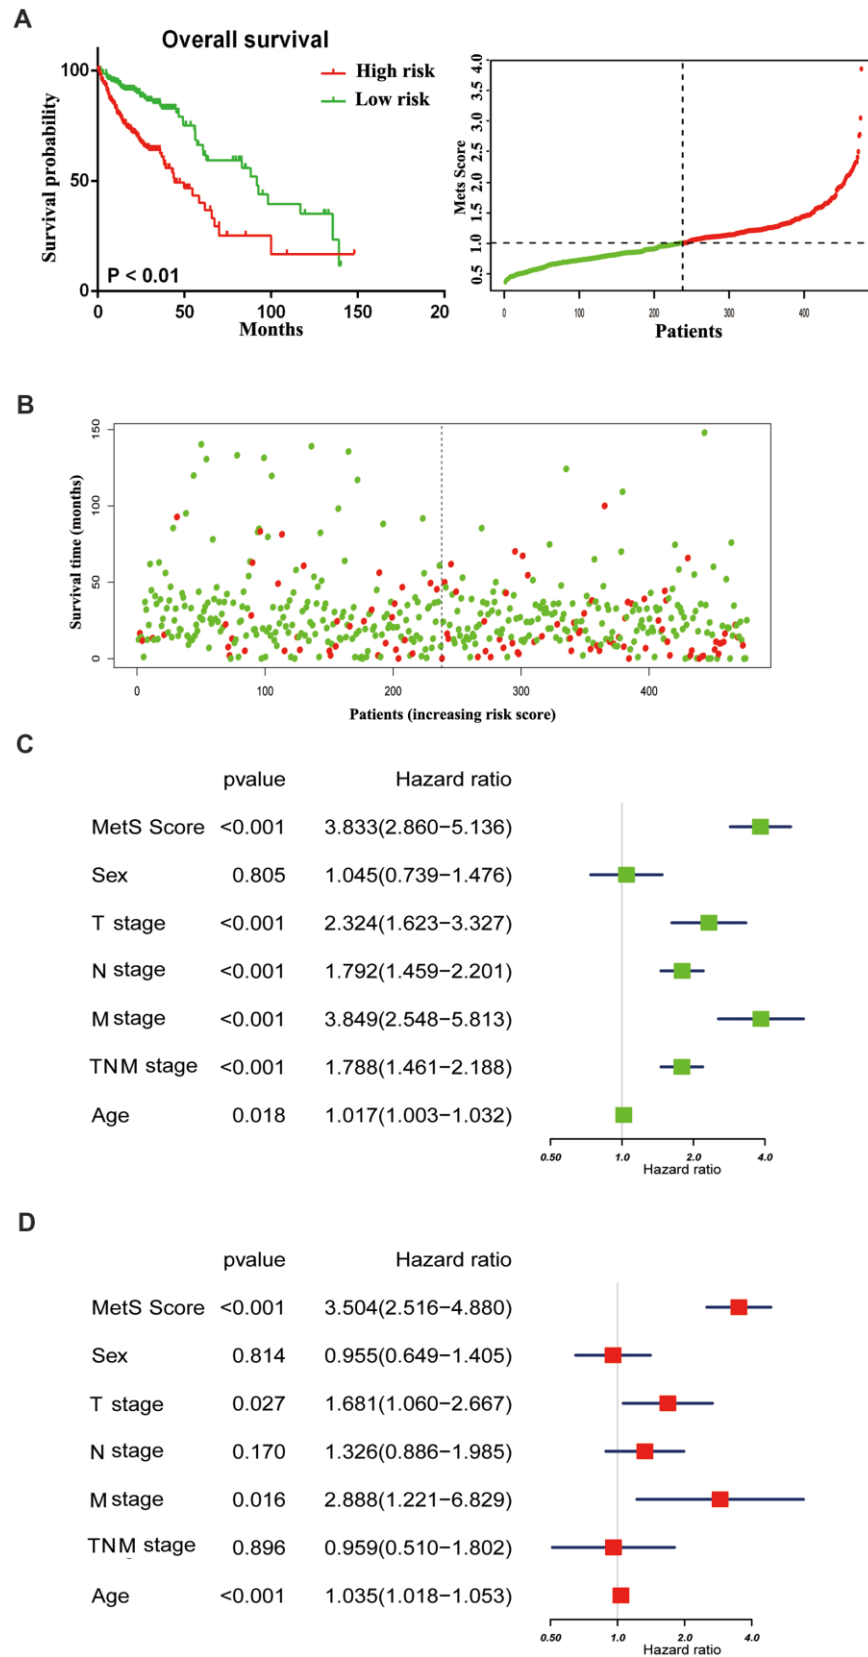 A
Overall survival
High risk
Low risk
Survival probability
100
50
0
P < 0.01
0 50 100 150 20
Months
Mets Score
4.0
3.5
3.0
2.5
2.0
1.5
1.0
0.5
0 100 200 300 400
Patients
B
Survival time (months)
150
100
50
0
0 100 200 300 400
Patients (increasing risk score)
C
pvalue Hazard ratio
MetS Score <0.001 3.833(2.860−5.136)
Sex 0.805 1.045(0.739−1.476)
T stage <0.001 2.324(1.623−3.327)
N stage <0.001 1.792(1.459−2.201)
M stage <0.001 3.849(2.548−5.813)
TNM stage <0.001 1.788(1.461−2.188)
Age 0.018 1.017(1.003−1.032)
0.50 1.0 2.0 4.0
Hazard ratio
D
pvalue Hazard ratio
MetS Score <0.001 3.504(2.516−4.880)
Sex 0.814 0.955(0.649−1.405)
T stage 0.027 1.681(1.060−2.667)
N stage 0.170 1.326(0.886−1.985)
M stage 0.016 2.888(1.221−6.829)
TNM stage 0.896 0.959(0.510−1.802)
Age <0.001 1.035(1.018−1.053)
0.50 1.0 2.0 4.0
Hazard ratio